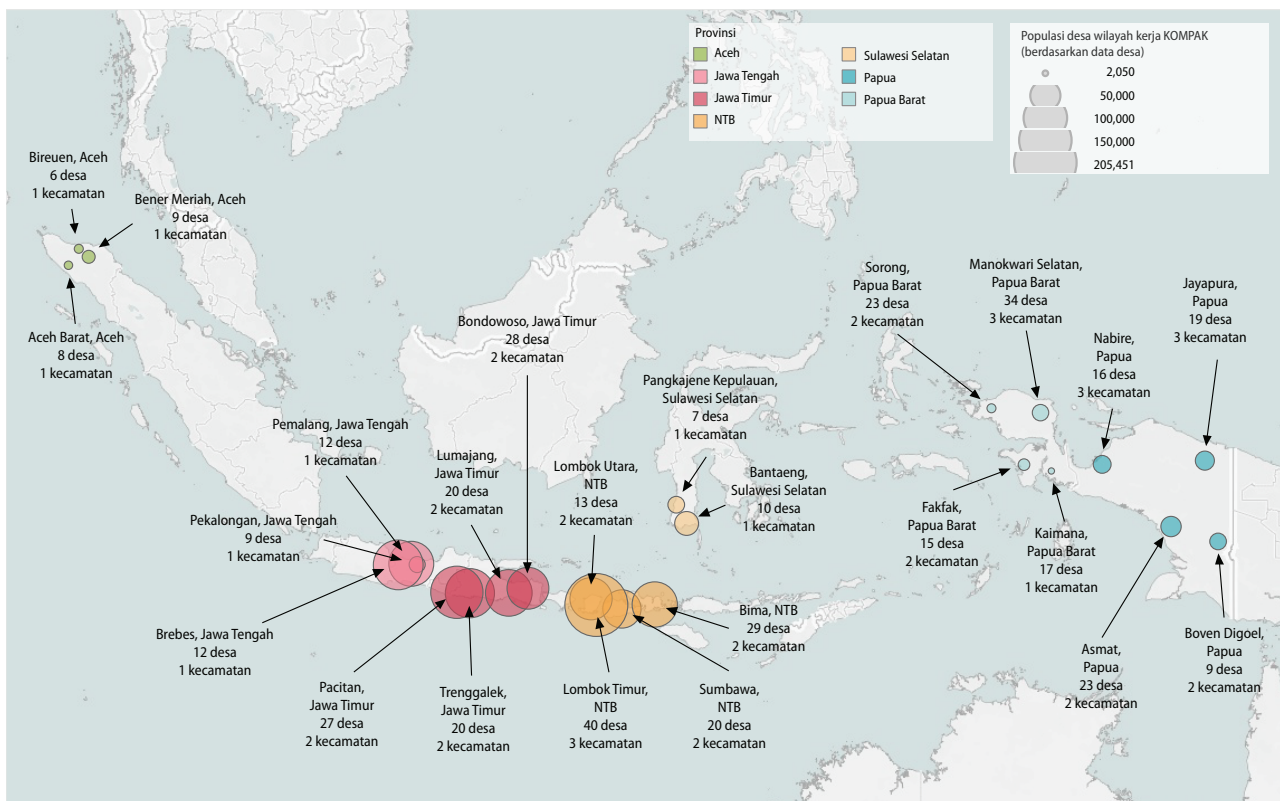 Provinsi
Aceh
Jawa Tengah
Jawa Timur
NTB
Sulawesi Selatan
Papua
Papua Barat
Populasi desa wilayah kerja KOMPAK
(berdasarkan data desa)
2,050
50,000
100,000
150,000
205,451
Bireuen, Aceh
6 desa
1 kecamatan
Bener Meriah, Aceh
9 desa
1 kecamatan
Aceh Barat, Aceh
8 desa
1 kecamatan
Bondowoso, Jawa Timur
28 desa
2 kecamatan
Pemalang, Jawa Tengah
12 desa
1 kecamatan
Lumajang,
Jawa Timur
20 desa
2 kecamatan
Lombok Utara,
NTB
13 desa
2 kecamatan
Pangkajene Kepulauan,
Sulawesi Selatan
7 desa
1 kecamatan
Bantaeng,
Sulawesi Selatan
10 desa
1 kecamatan
Sorong,
Papua Barat
23 desa
2 kecamatan
Manokwari Selatan,
Papua Barat
34 desa
3 kecamatan
Nabire,
Papua
16 desa
3 kecamatan
Jayapura,
Papua
19 desa
3 kecamatan
Pekalongan, Jawa Tengah
9 desa
1 kecamatan
Brebes, Jawa Tengah
12 desa
1 kecamatan
Pacitan,
Jawa Timur
27 desa
2 kecamatan
Trenggalek,
Jawa Timur
20 desa
2 kecamatan
Lombok Timur,
NTB
40 desa
3 kecamatan
Sumbawa,
NTB
20 desa
2 kecamatan
Bima, NTB
29 desa
2 kecamatan
Fakfak,
Papua Barat
15 desa
2 kecamatan
Kaimana,
Papua Barat
17 desa
1 kecamatan
Asmat,
Papua
23 desa
2 kecamatan
Boven Digoel,
Papua
9 desa
2 kecamatan